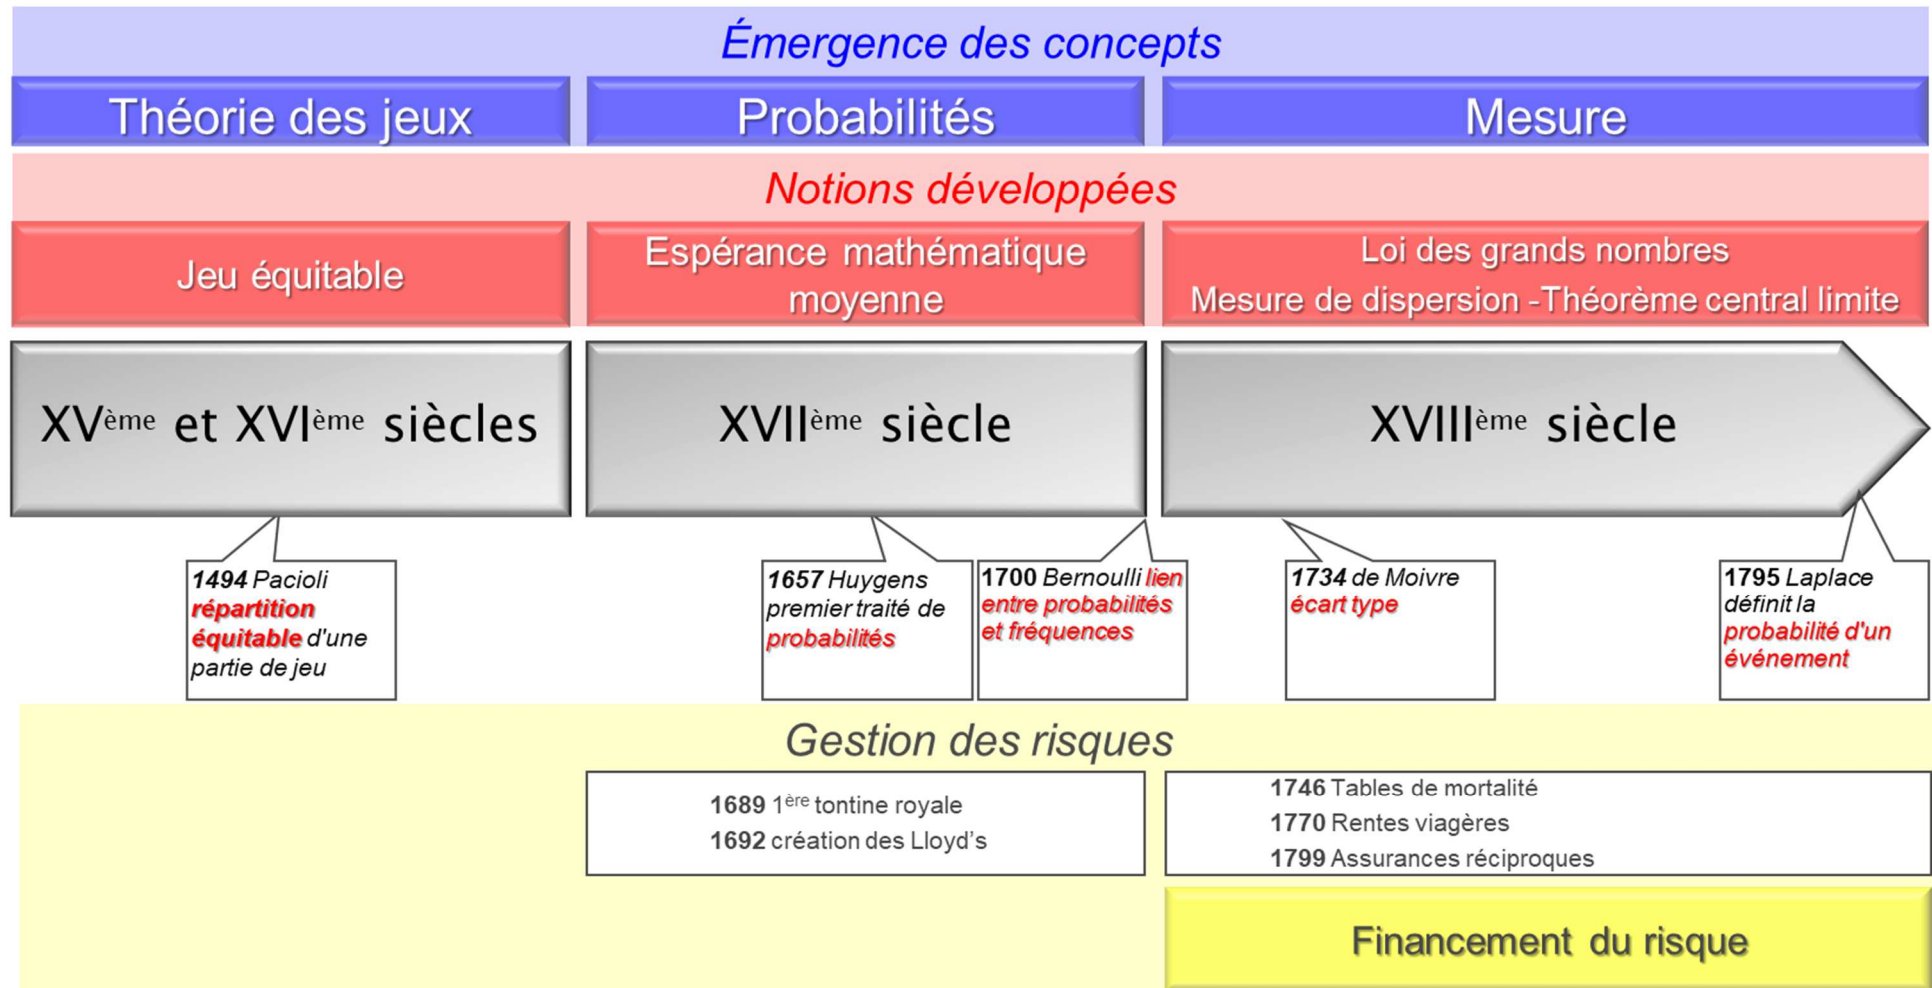 Émergence des concepts
Théorie des jeux
Probabilités
Mesure
Notions développées
Jeu équitable
Espérance mathématique
moyenne
Loi des grands nombres
Mesure de dispersion -Théorème central limite
XVème et XVIème siècles
XVIIème siècle
XVIIIème siècle
1494 Pacioli
répartition
équitable d'une
partie de jeu
1657 Huygens
premier traité de
probabilités
1700 Bernoulli lien
entre probabilités
et fréquences
1734 de Moivre
écart type
1795 Laplace
définit la
probabilité d'un
événement
Gestion des risques
1689 1ère tontine royale
1692 création des Lloyd's
1746 Tables de mortalité
1770 Rentes viagères
1799 Assurances réciproques
Financement du risque